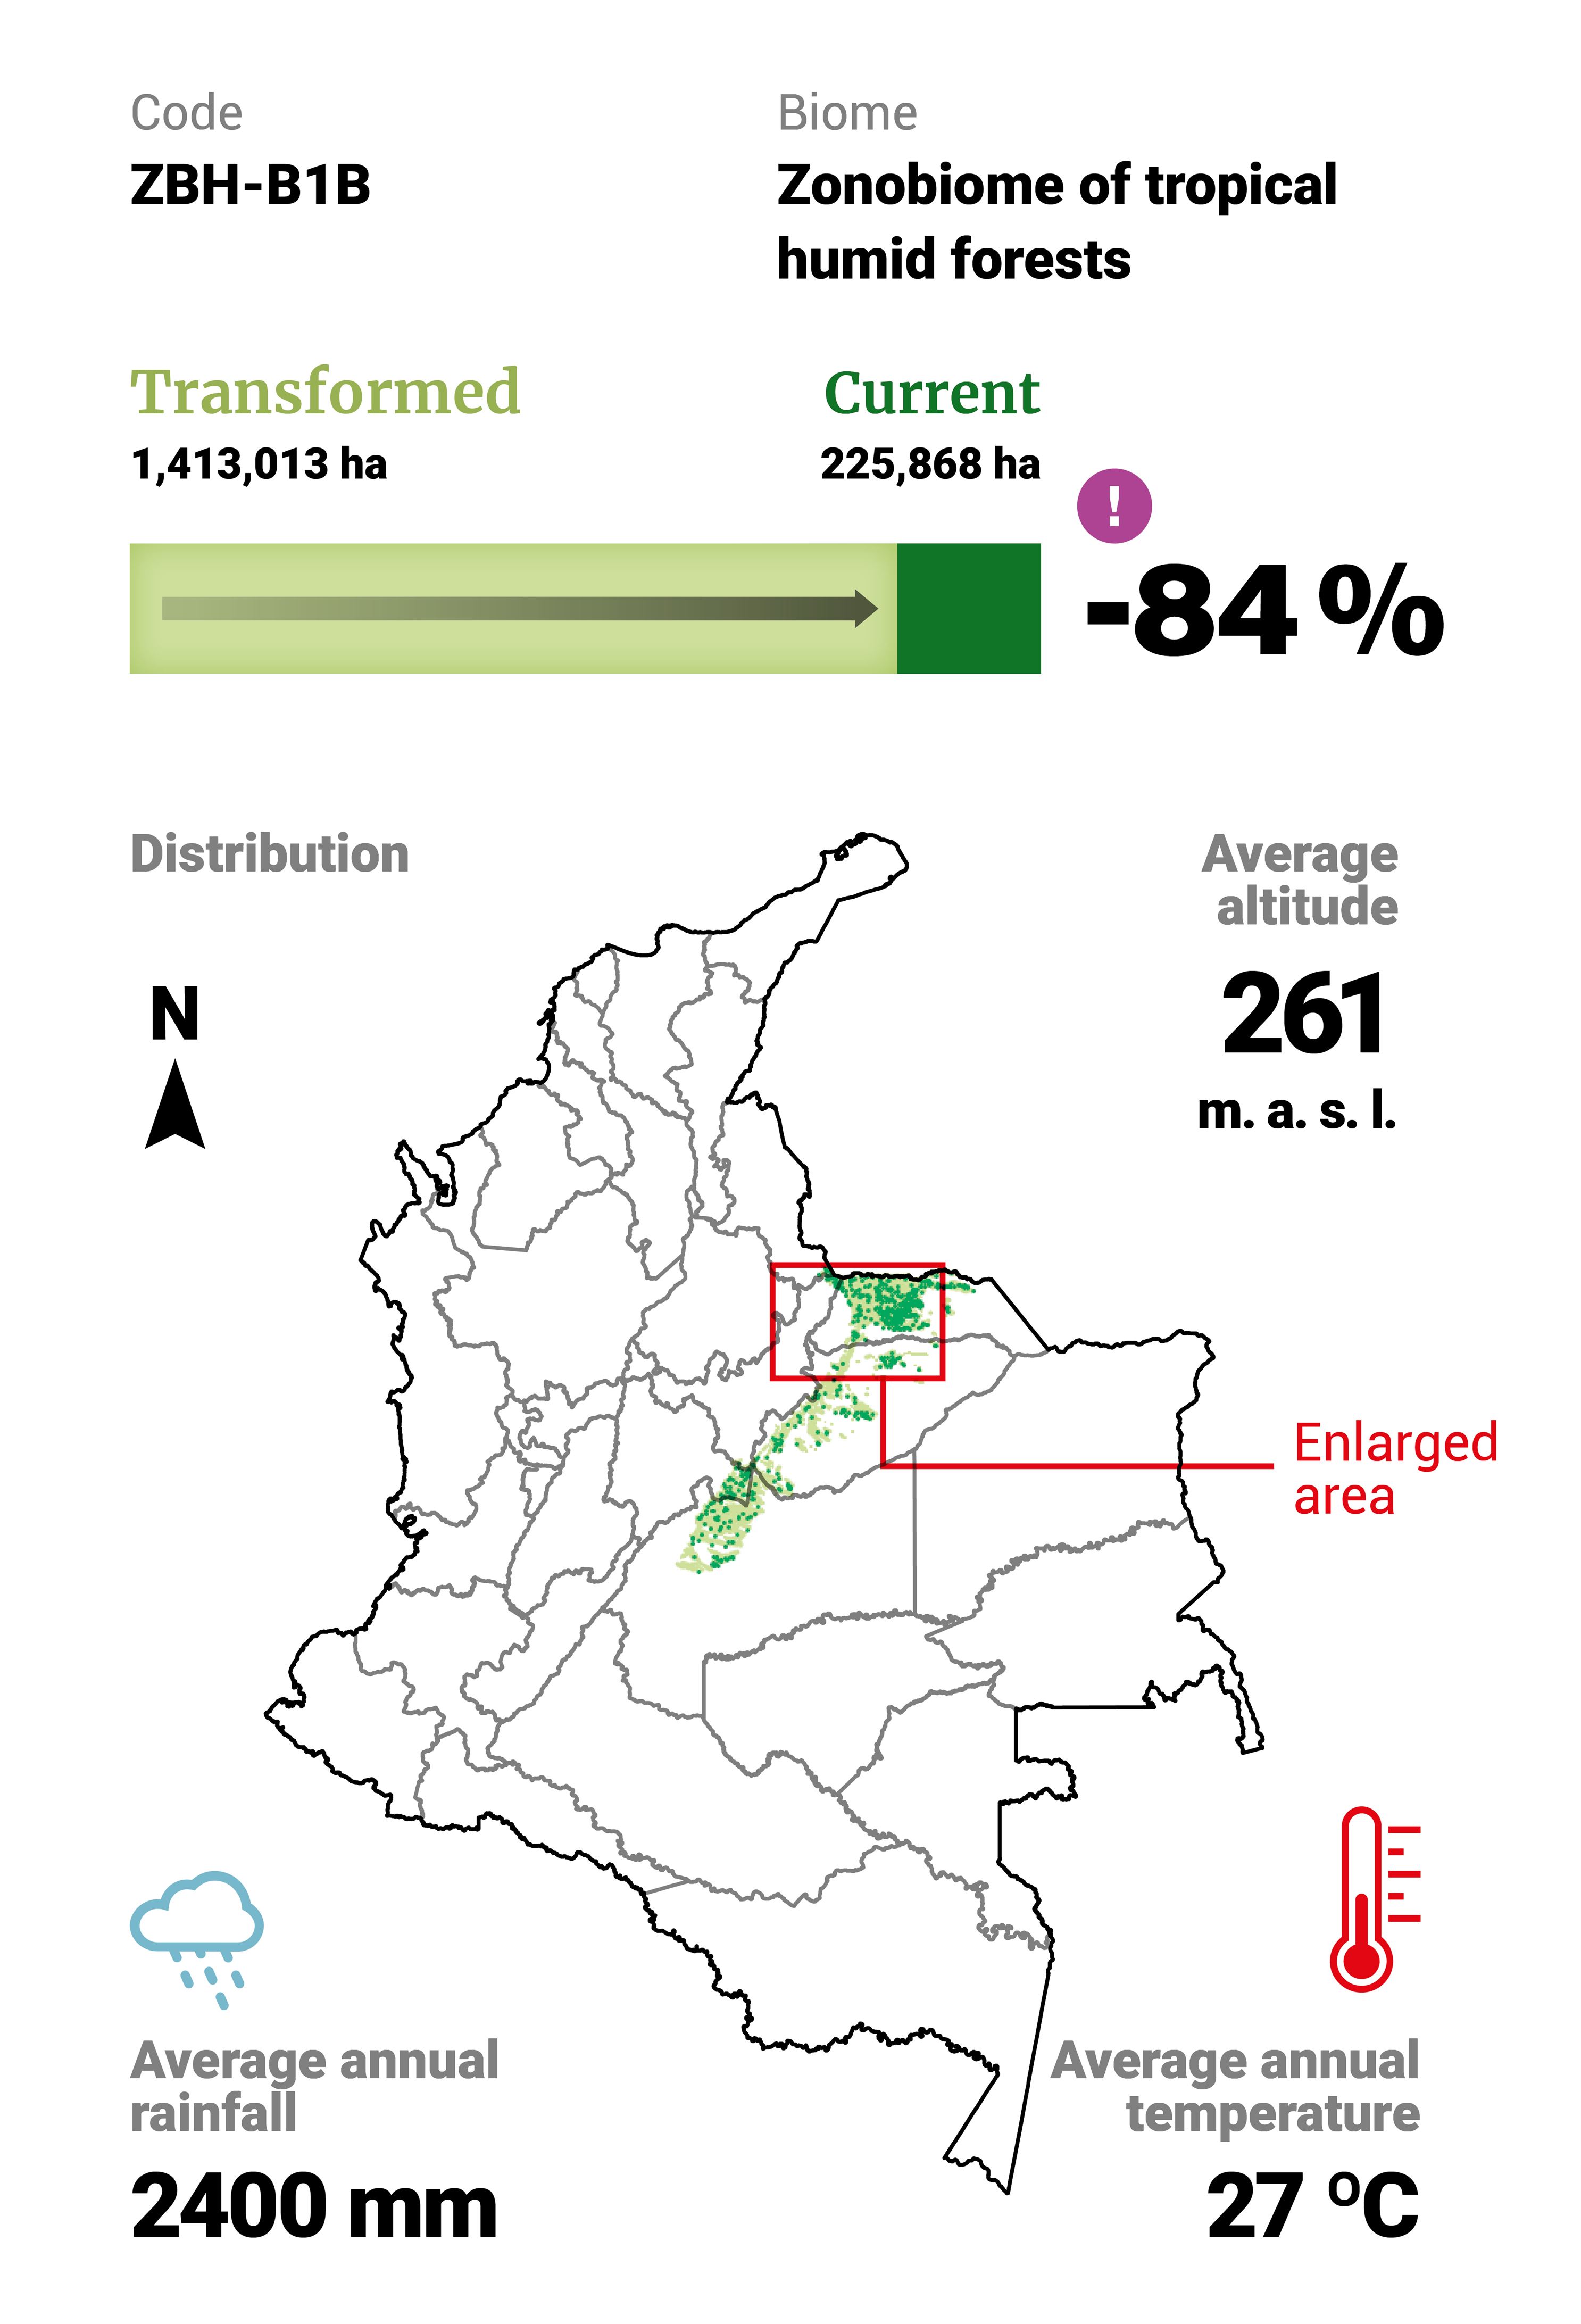 Code
ZBH-B1B
Biome
Zonobiome of tropical
humid forests
Transformed
1,413,013 ha
Current
225,868 ha
!
-84 %
Distribution
N
Average
altitude
261
m. a. s. l.
Enlarged
area
Average annual
rainfall
2400 mm
Average annual
temperature
27 ºC